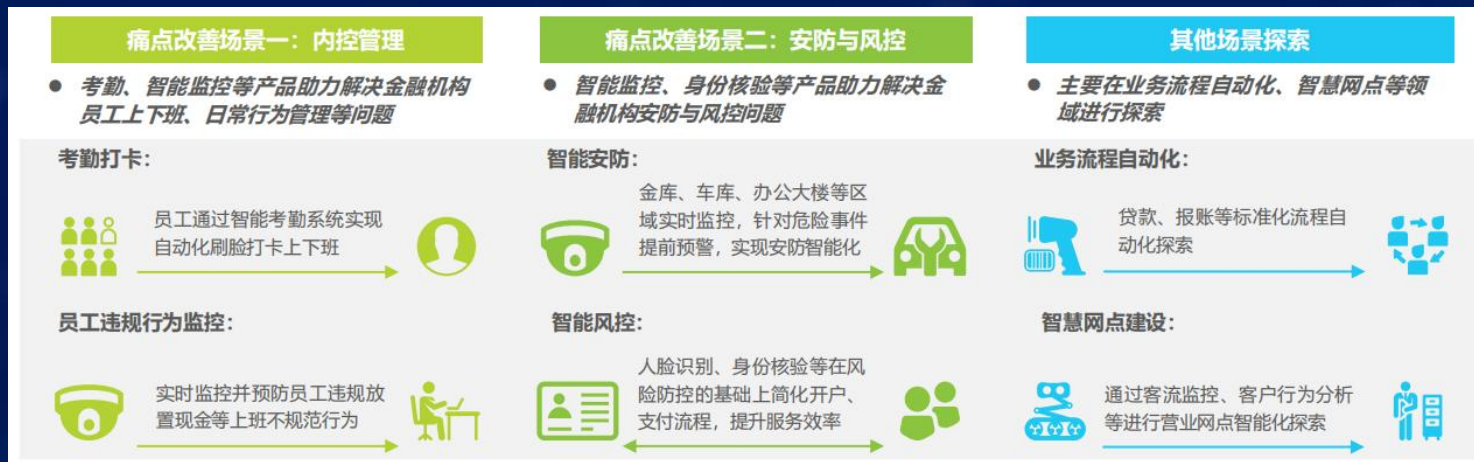 痛点改善场景一：内控管理
● 考勤、智能监控等产品助力解决金融机构
员工上下班、日常行为管理等问题
考勤打卡：
员工通过智能考勤系统实现
自动化刷脸打卡上下班
员工违规行为监控：
实时监控并预防员工违规放
置现金等上班不规范行为
痛点改善场景二：安防与风控
● 智能监控、身份核验等产品助力解决金
融机构安防与风控问题
智能安防：
金库、车库、办公大楼等区
域实时监控，针对危险事件
提前预警，实现安防智能化
智能风控：
人脸识别、身份核验等在风
险防控的基础上简化开户、
支付流程，提升服务效率
其他场景探索
● 主要在业务流程自动化、智慧网点等领
域进行探索
业务流程自动化：
贷款、报账等标准化流程自
动化探索
智慧网点建设：
通过客流监控、客户行为分析
等进行营业网点智能化探索